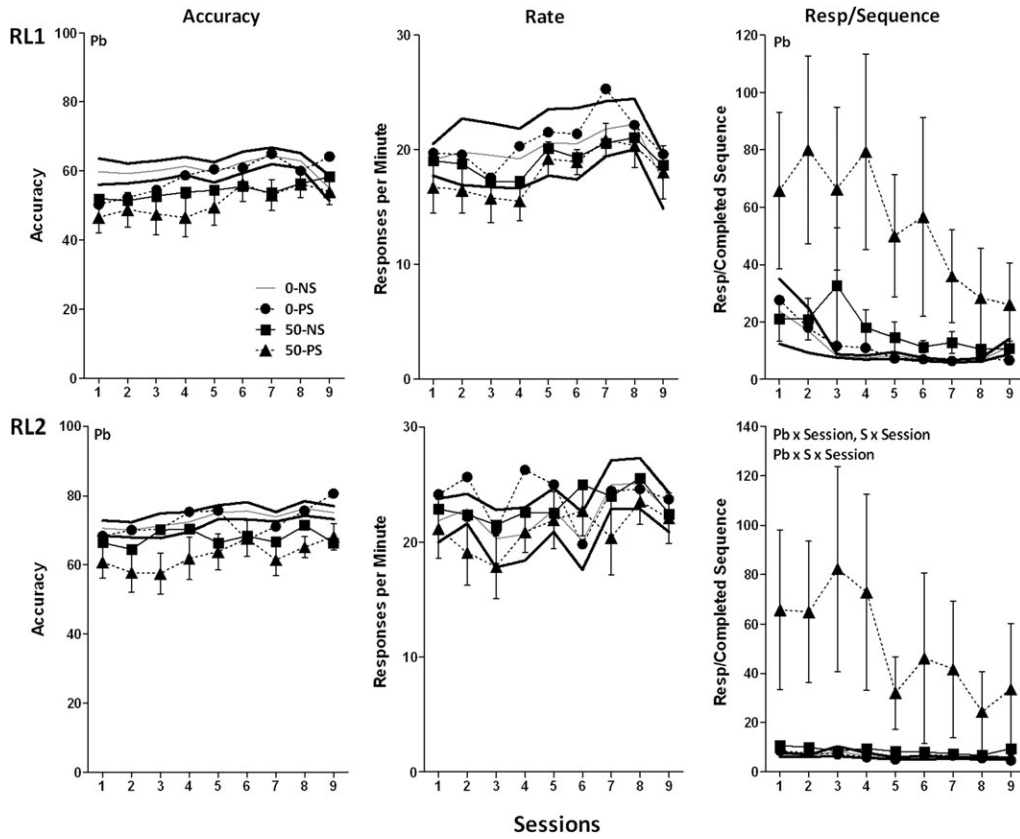 Accuracy
Rate
Resp/Sequence
RL1
Pb
Accuracy
100
80
60
40
20
0
0-NS
0-PS
50-NS
50-PS
1 2 3 4 5 6 7 8 9
Responses per Minute
30
20
10
0
1 2 3 4 5 6 7 8 9
Pb
Resp/Completed Sequence
120
100
80
60
40
20
0
1 2 3 4 5 6 7 8 9
RL2
Pb
Accuracy
100
80
60
40
20
0
1 2 3 4 5 6 7 8 9
Responses per Minute
30
20
10
0
1 2 3 4 5 6 7 8 9
Pb x Session, S x Session
Pb x S x Session
Resp/Completed Sequence
140
120
100
80
60
40
20
0
1 2 3 4 5 6 7 8 9
Sessions